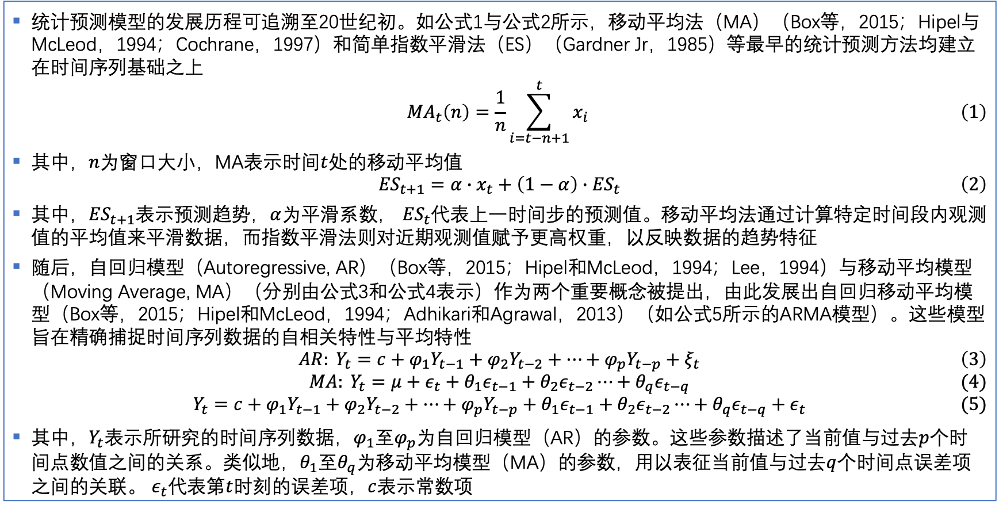 ▪ 统计预测模型的发展历程可追溯至20世纪初。如公式1与公式2所示，移动平均法（MA）（Box等，2015；Hipel与
McLeod，1994；Cochrane，1997）和简单指数平滑法（ES）（Gardner Jr，1985）等最早的统计预测方法均建立
在时间序列基础之上
$MA_t(n) = \frac{1}{n} \sum_{i=t-n+1}^{t} x_i$ (1)
▪ 其中，$n$为窗口大小，MA表示时间$t$处的移动平均值
$ES_{t+1} = \alpha \cdot x_t + (1 - \alpha) \cdot ES_t$ (2)
▪ 其中，$ES_{t+1}$表示预测趋势，$\alpha$为平滑系数， $ES_t$代表上一时间步的预测值。移动平均法通过计算特定时间段内观测
值的平均值来平滑数据，而指数平滑法则对近期观测值赋予更高权重，以反映数据的趋势特征
▪ 随后，自回归模型（Autoregressive, AR）（Box等，2015；Hipel和McLeod，1994；Lee，1994）与移动平均模型
（Moving Average, MA）（分别由公式3和公式4表示）作为两个重要概念被提出，由此发展出自回归移动平均模
型（Box等，2015；Hipel和McLeod，1994；Adhikari和Agrawal，2013）（如公式5所示的ARMA模型）。这些模型
旨在精确捕捉时间序列数据的自相关特性与平均特性
$AR: Y_t = c + \varphi_1 Y_{t-1} + \varphi_2 Y_{t-2} + \cdots + \varphi_p Y_{t-p} + \xi_t$ (3)
$MA: Y_t = \mu + \epsilon_t + \theta_1 \epsilon_{t-1} + \theta_2 \epsilon_{t-2} \cdots + \theta_q \epsilon_{t-q}$ (4)
$Y_t = c + \varphi_1 Y_{t-1} + \varphi_2 Y_{t-2} + \cdots + \varphi_p Y_{t-p} + \theta_1 \epsilon_{t-1} + \theta_2 \epsilon_{t-2} \cdots + \theta_q \epsilon_{t-q} + \epsilon_t$ (5)
▪ 其中，$Y_t$表示所研究的时间序列数据，$\varphi_1$至$\varphi_p$为自回归模型（AR）的参数。这些参数描述了当前值与过去$p$个时
间点数值之间的关系。类似地，$\theta_1$至$\theta_q$为移动平均模型（MA）的参数，用以表征当前值与过去$q$个时间点误差项
之间的关联。 $\epsilon_t$代表第$t$时刻的误差项，$c$表示常数项